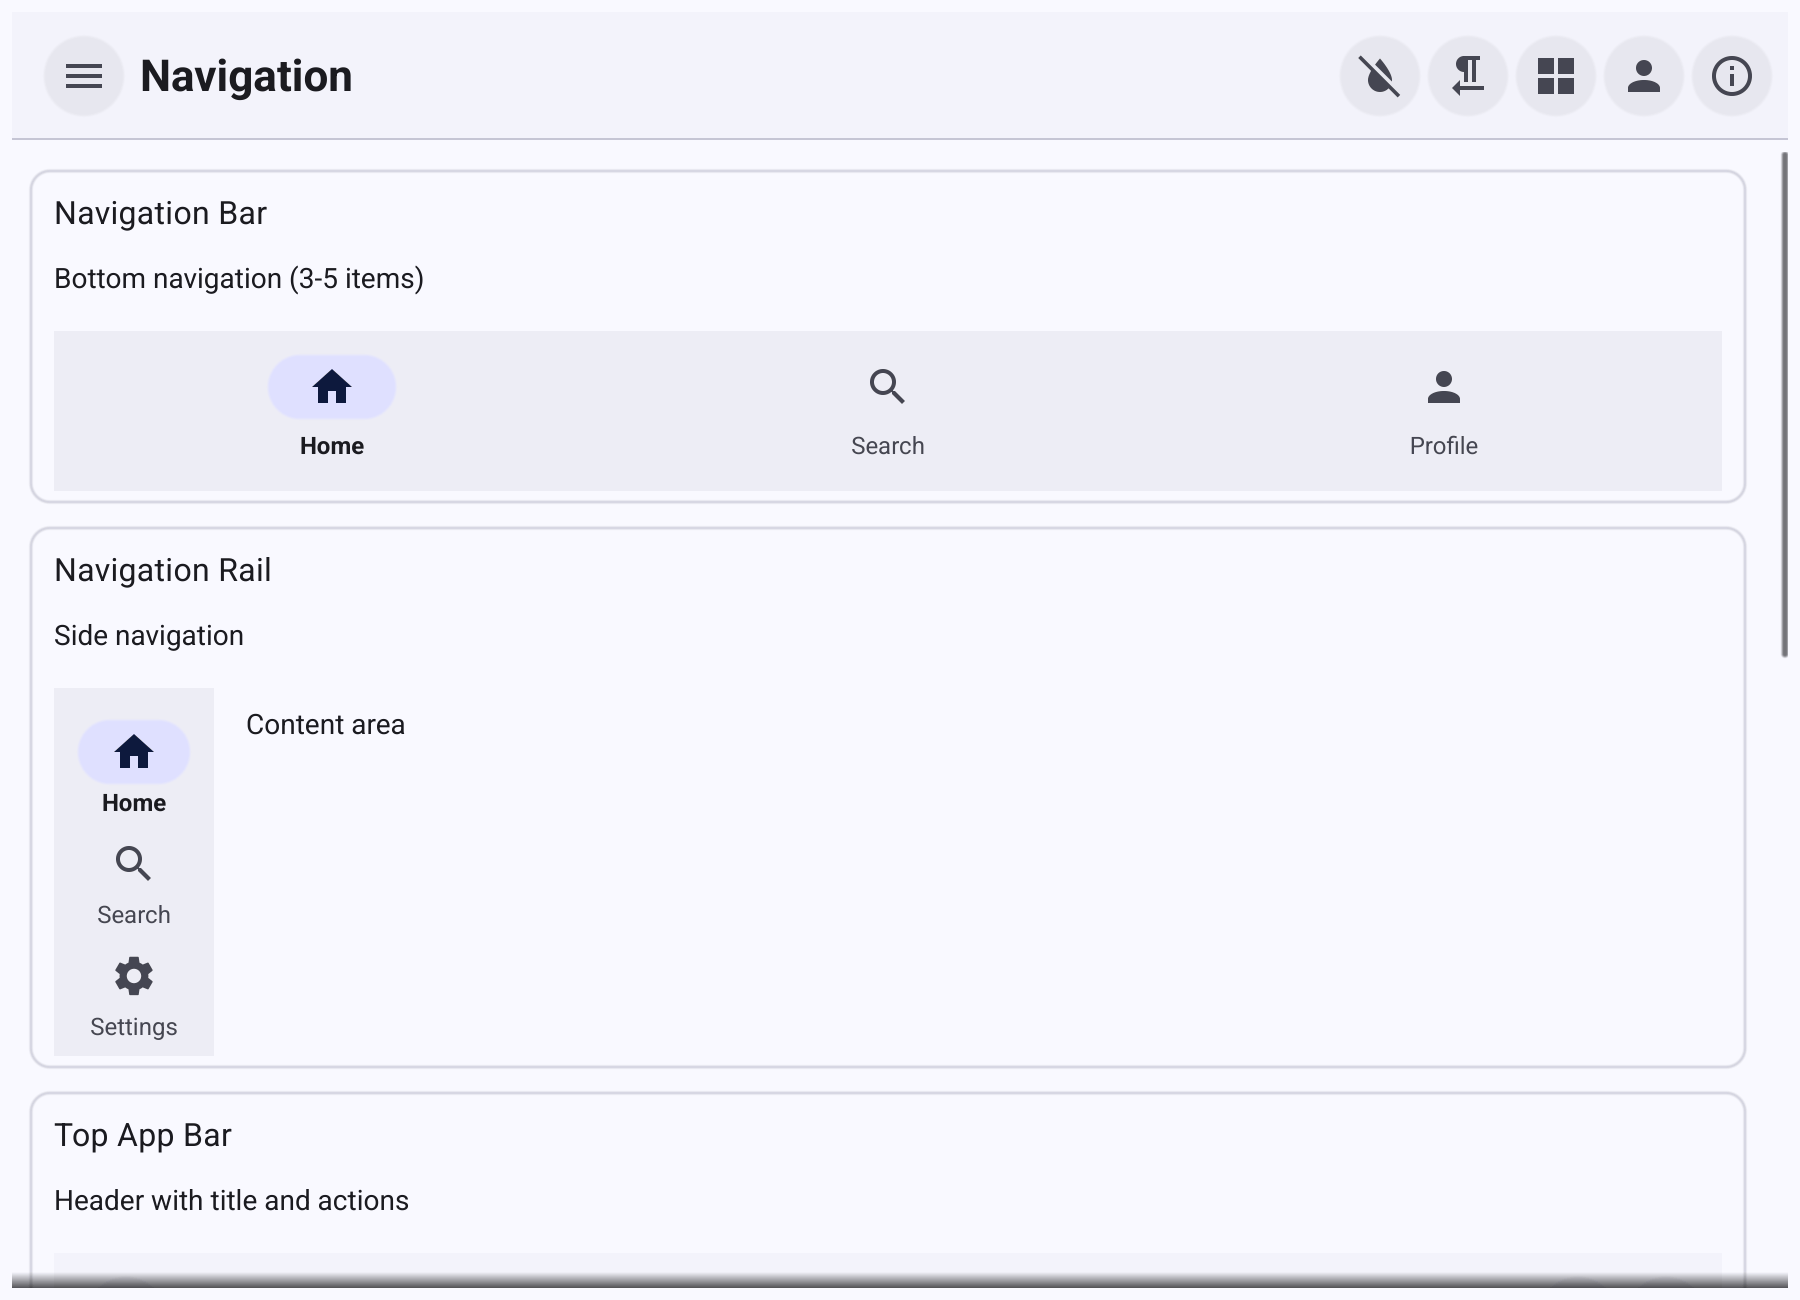 Navigation
Navigation Bar
Bottom navigation (3-5 items)
Home
Search
Profile
Navigation Rail
Side navigation
Content area
Home
Search
Settings
Top App Bar
Header with title and actions